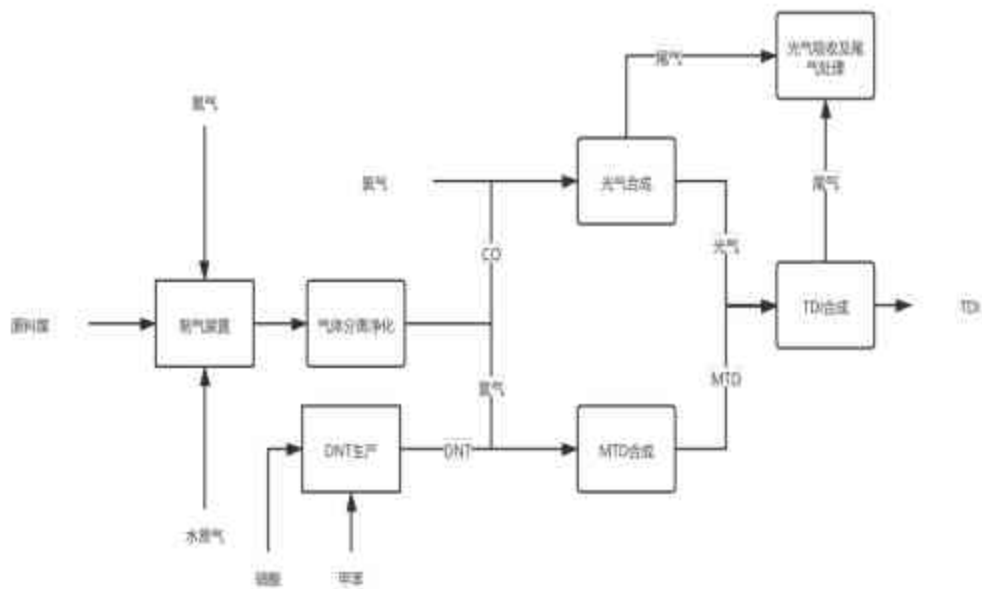 光气吸收及尾
气处理
尾气
氯气
光气合成
尾气
CO
光气
TDI合成
TDI
原料煤
制气装置
气体分离净化
氢气
MTD
DNT生产
DNT
MTD合成
水蒸气
硝酸
甲苯